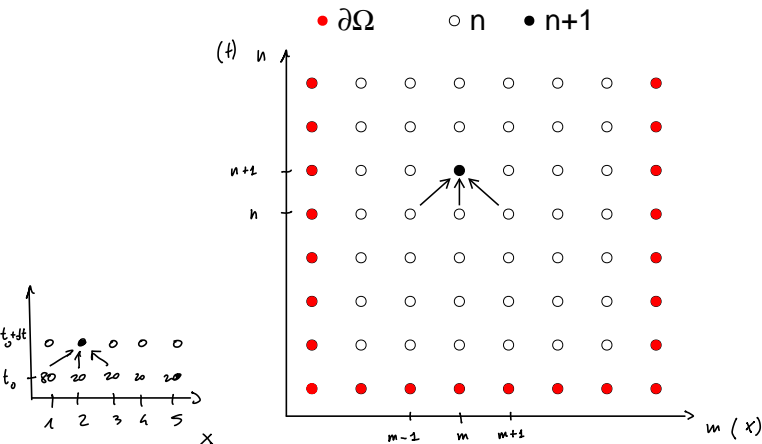 ∂Ω n n+1
(t) n
n+1
n
m-1 m m+1
m (x)
t₀+dt 0 0 0 0
t₀ 80 20 20 20 20
1 2 3 4 5
x